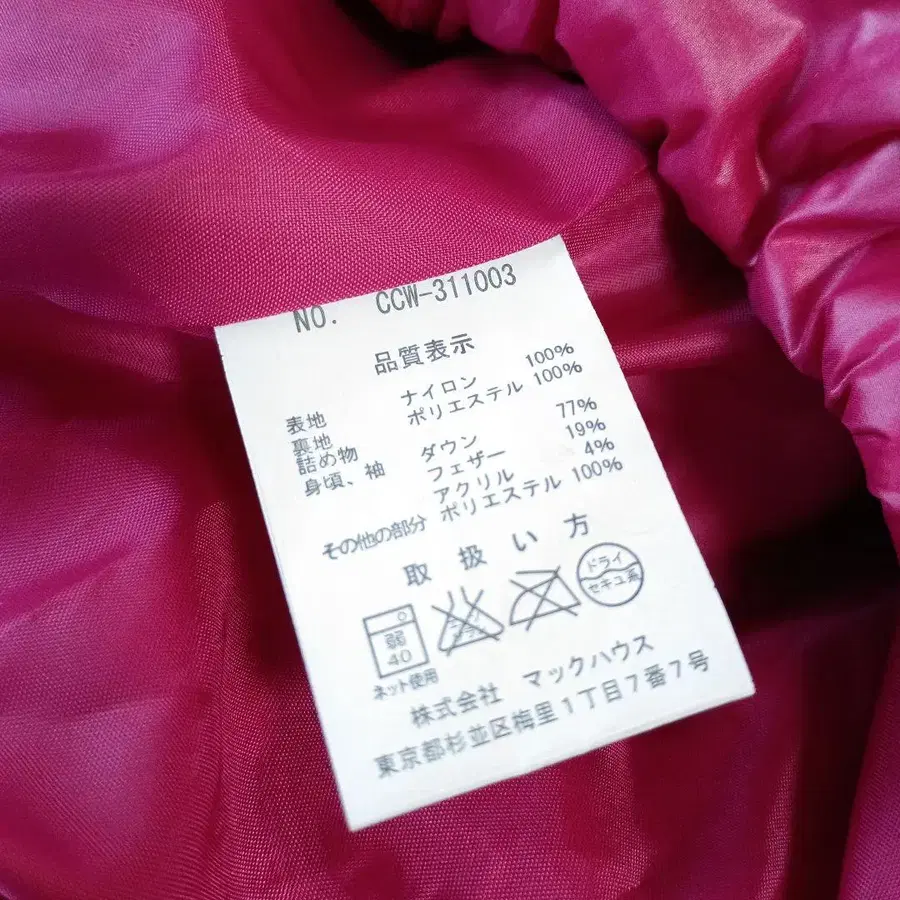 NO. CCW-311003
品質表示
表地 ナイロン 100%
裏地 ポリエステル 100%
詰め物
身頃、袖 ダウン 77%
フェザー 19%
アクリル 4%
その他の部分 ポリエステル 100%
取扱い方
弱
40
ネット使用
ドライ
セキュ系
株式会社 マックハウス
東京都杉並区梅里1丁目7番7号